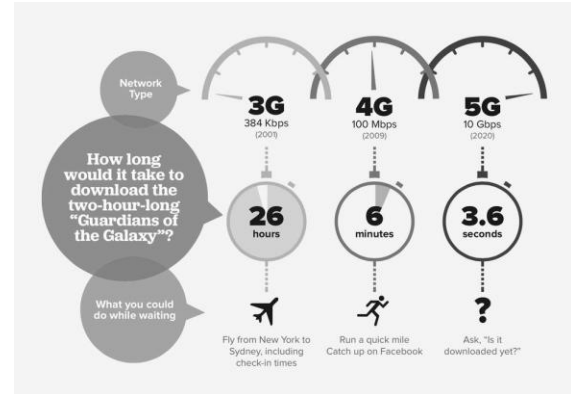 Network
Type
3G
384 Kbps
(2001)
4G
100 Mbps
(2009)
5G
10 Gbps
(2020)
How long
would it take to
download the
two-hour-long
“Guardians of
the Galaxy”?
26
hours
6
minutes
3.6
seconds
What you could
do while waiting
Fly from New York to
Sydney, including
check-in times
Run a quick mile
Catch up on Facebook
?
Ask, “Is it
downloaded yet?”